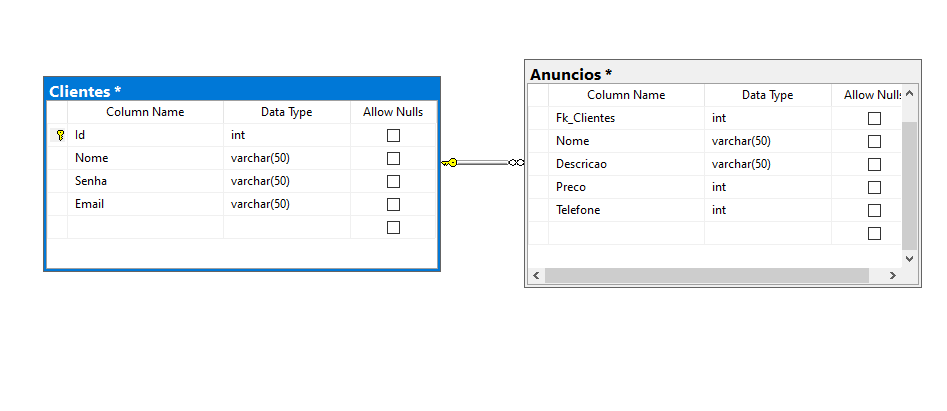 Clientes *
Column Name Data Type Allow Nulls
Id int
Nome varchar(50)
Senha varchar(50)
Email varchar(50)
Anuncios *
Column Name Data Type Allow Nulls
Fk_Clientes int
Nome varchar(50)
Descricao varchar(50)
Preco int
Telefone int